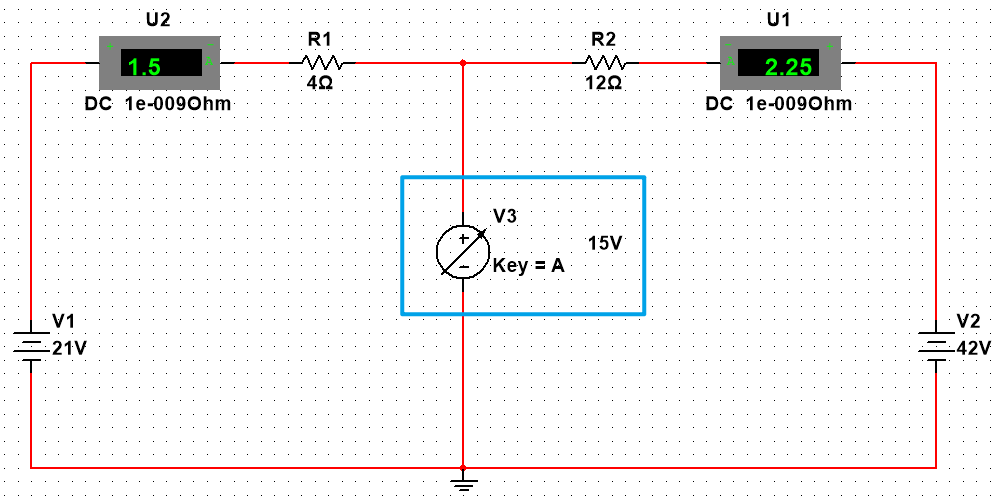 U2
U1
+
1.5
-
A
R1
4Ω
R2
12Ω
-
A
2.25
+
DC 1e-009Ohm
DC 1e-009Ohm
V3
+
15V
Key = A
V1
21V
V2
42V